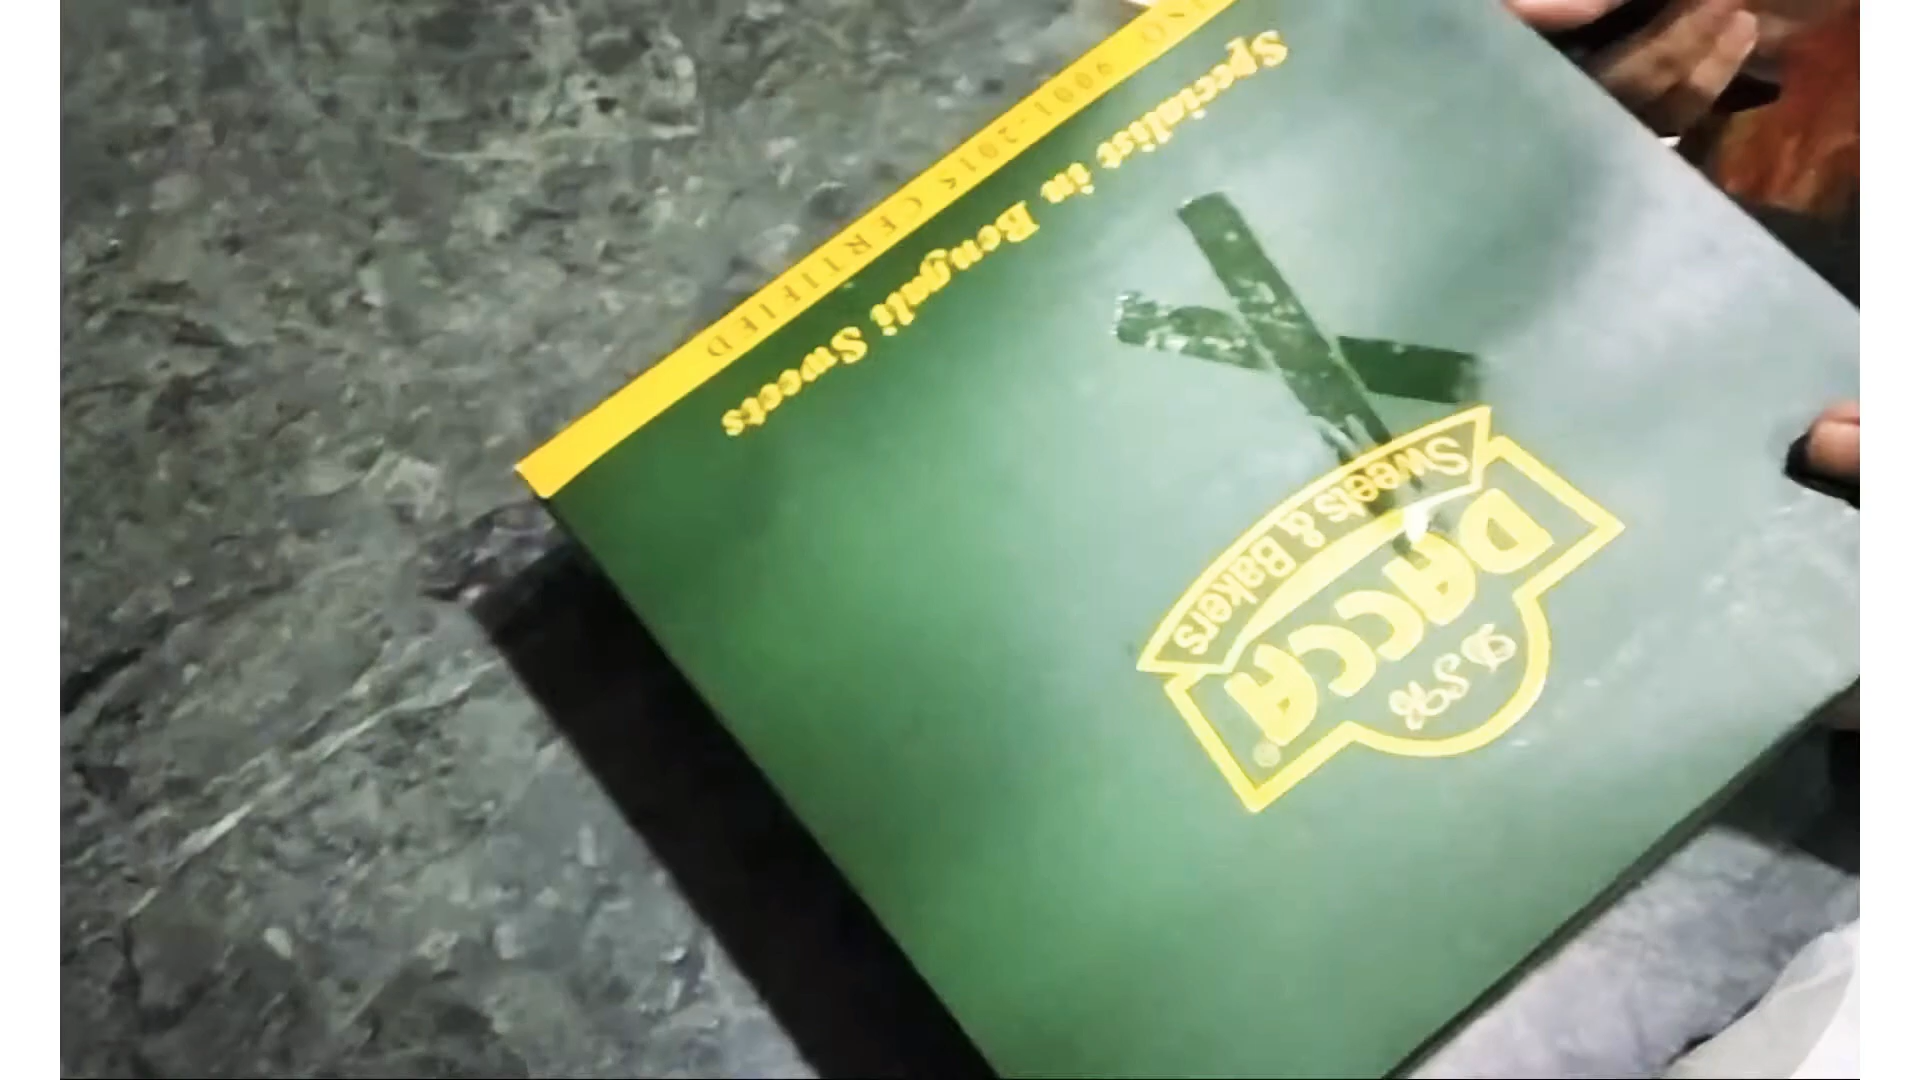 DACCA
®
Sweets & Bakers
Specialist in Bengali Sweets
ISO 9001-2015 CERTIFIED